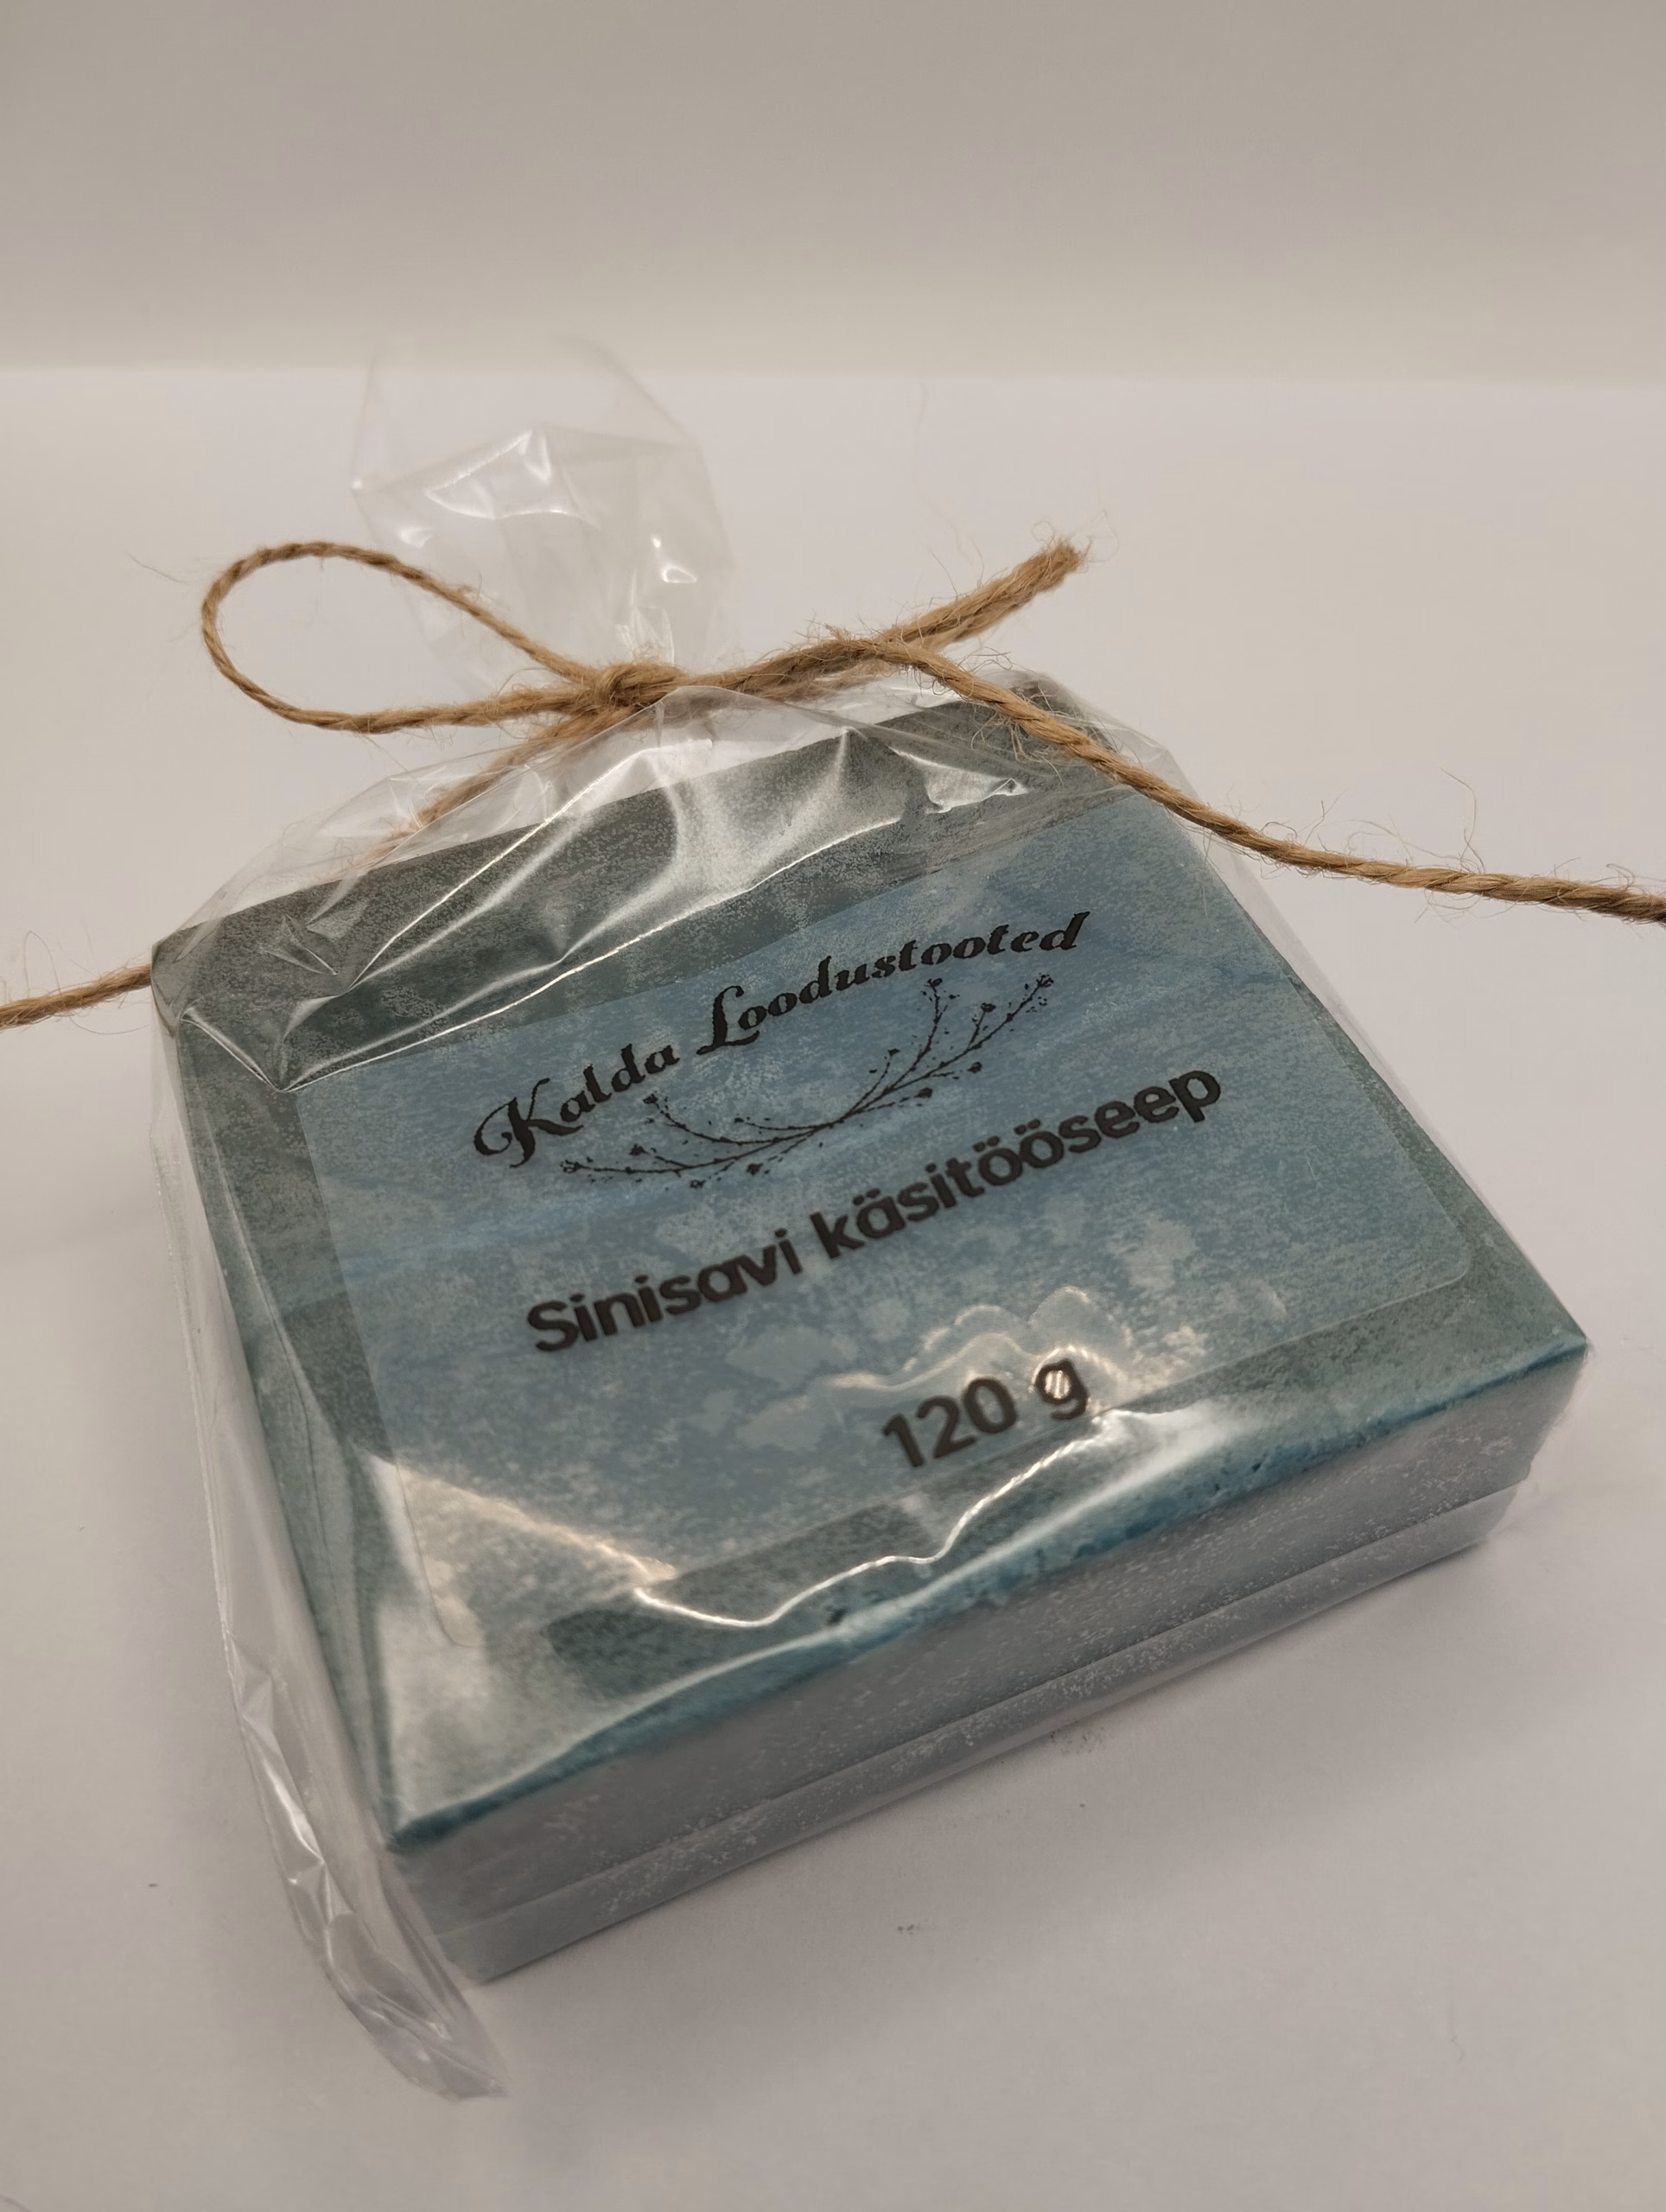 Kalda Loodustooted
Sinisavi käsitööseep
120 g